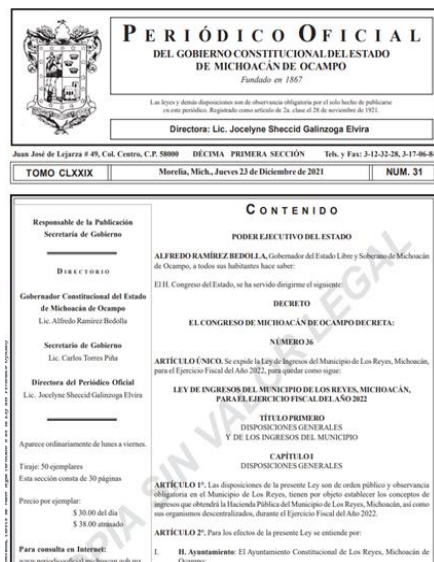 PERIÓDICO OFICIAL
DEL GOBIERNO CONSTITUCIONAL DEL ESTADO
DE MICHOACÁN DE OCAMPO
Fundado en 1867
Las leyes y demás disposiciones son de observancia obligatoria por el solo hecho de publicarse
en este periódico. Registrado como artículo de 2a. clase el 28 de noviembre de 1921.
Directora: Lic. Jocelyne Sheccid Galinzoga Elvira
Juan José de Lejarza # 49, Col. Centro, C.P. 58000 DÉCIMA PRIMERA SECCIÓN Tels. y Fax: 3-12-32-28, 3-17-06-8
TOMO CLXXIX Morelia, Mich., Jueves 23 de Diciembre de 2021 NUM. 31
Responsable de la Publicación
Secretaría de Gobierno
DIRECTORIO
Gobernador Constitucional del Estado
de Michoacán de Ocampo
Lic. Alfredo Ramírez Bedolla
Secretario de Gobierno
Lic. Carlos Torres Piña
Directora del Periódico Oficial
Lic. Jocelyne Sheccid Galinzoga Elvira
Aparece ordinariamente de lunes a viernes.
Tiraje: 50 ejemplares
Esta sección consta de 30 páginas
Precio por ejemplar:
$ 30.00 del día
$ 38.00 atrasado
Para consulta en Internet:
www.periodicooficial.michoacan.gob.mx
CONTENIDO
PODER EJECUTIVO DEL ESTADO
ALFREDO RAMÍREZ BEDOLLA, Gobernador del Estado Libre y Soberano de Michoacán
de Ocampo, a todos sus habitantes hace saber:
El H. Congreso del Estado, se ha servido dirigirme el siguiente:
DECRETO
EL CONGRESO DE MICHOACÁN DE OCAMPO DECRETA:
NÚMERO 36
ARTÍCULO ÚNICO. Se expide la Ley de Ingresos del Municipio de Los Reyes, Michoacán,
para el Ejercicio Fiscal del Año 2022, para quedar como sigue:
LEY DE INGRESOS DEL MUNICIPIO DE LOS REYES, MICHOACÁN,
PARA EL EJERCICIO FISCAL DEL AÑO 2022
TÍTULO PRIMERO
DISPOSICIONES GENERALES
Y DE LOS INGRESOS DEL MUNICIPIO
CAPÍTULO I
DISPOSICIONES GENERALES
ARTÍCULO 1°. Las disposiciones de la presente Ley son de orden público y observancia
obligatoria en el Municipio de Los Reyes, tienen por objeto establecer los conceptos de
ingresos que obtendrá la Hacienda Pública del Municipio de Los Reyes, Michoacán, así como
sus organismos descentralizados, durante el Ejercicio Fiscal del Año 2022.
ARTÍCULO 2°. Para los efectos de la presente Ley se entiende por:
I. H. Ayuntamiento: El Ayuntamiento Constitucional de Los Reyes, Michoacán de
Ocampo;
SIN VALOR LEGAL